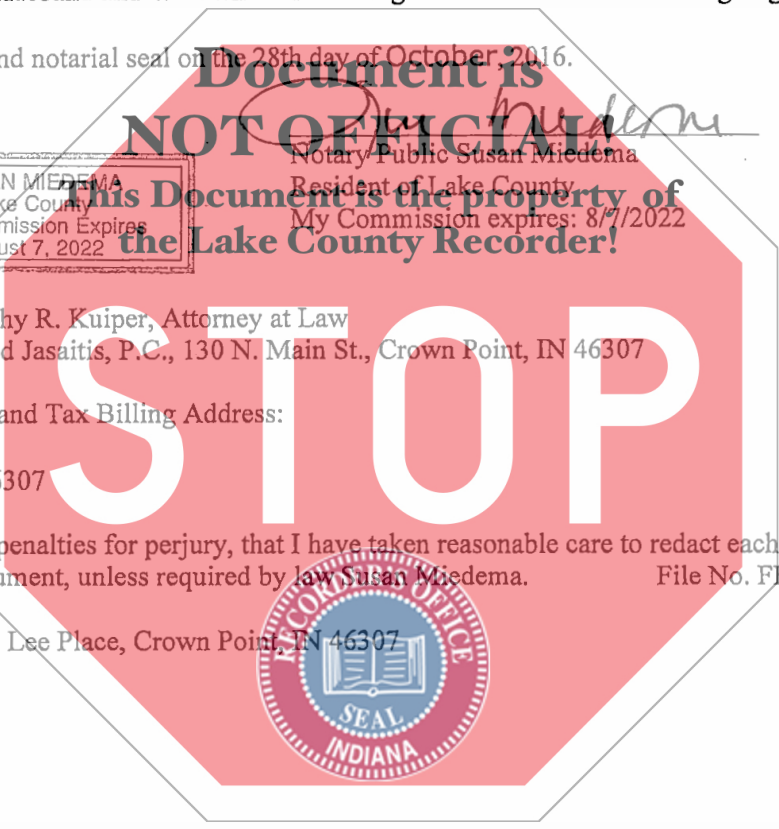 nd notarial seal on the 28th day of October, 2016.
Document is
NOT OFFICIAL!
This Document is the property of
the Lake County Recorder!
Notary Public Susan Miedema
Resident of Lake County
My Commission expires: 8/7/2022
N MIEDEMA
ke County
mission Expires
ust 7, 2022
hy R. Kuiper, Attorney at Law
d Jasaitis, P.C., 130 N. Main St., Crown Point, IN 46307
and Tax Billing Address:
6307
STOP
penalties for perjury, that I have taken reasonable care to redact each
ument, unless required by law Susan Miedema. File No. FI
Lee Place, Crown Point, IN 46307
RECORDER'S OFFICE
SEAL
INDIANA